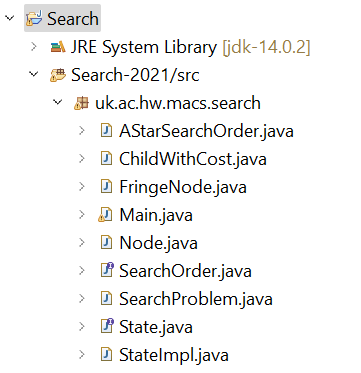 Search
JRE System Library [jdk-14.0.2]
Search-2021/src
uk.ac.hw.macs.search
AStarSearchOrder.java
ChildWithCost.java
FringeNode.java
Main.java
Node.java
SearchOrder.java
SearchProblem.java
State.java
StateImpl.java